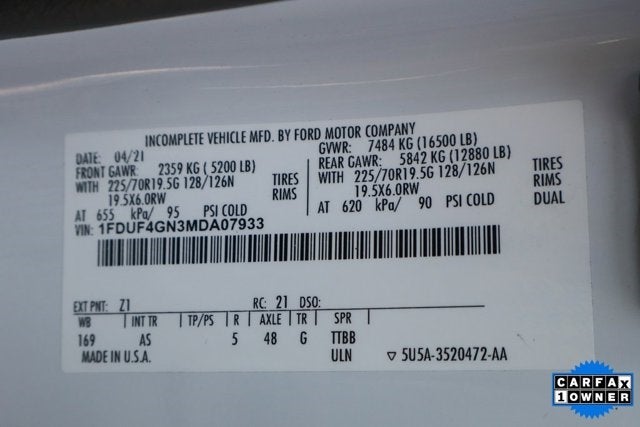 INCOMPLETE VEHICLE MFD. BY FORD MOTOR COMPANY
DATE: 04/21 GVWR: 7484 KG (16500 LB)
FRONT GAWR: 2359 KG (5200 LB) REAR GAWR: 5842 KG (12880 LB)
WITH 225/70R19.5G 128/126N TIRES WITH 225/70R19.5G 128/126N TIRES
19.5X6.0RW RIMS 19.5X6.0RW RIMS
AT 655 kPa/ 95 PSI COLD AT 620 kPa/ 90 PSI COLD DUAL
VIN: 1FDUF4GN3MDA07933
EXT PNT: Z1 RC: 21 DSO:
WB | INT TR | TP/PS | R | AXLE | TR | SPR |
169 AS 5 48 G TTBB
MADE IN U.S.A. ULN ▽ 5U5A-3520472-AA
CARFAX
1 OWNER